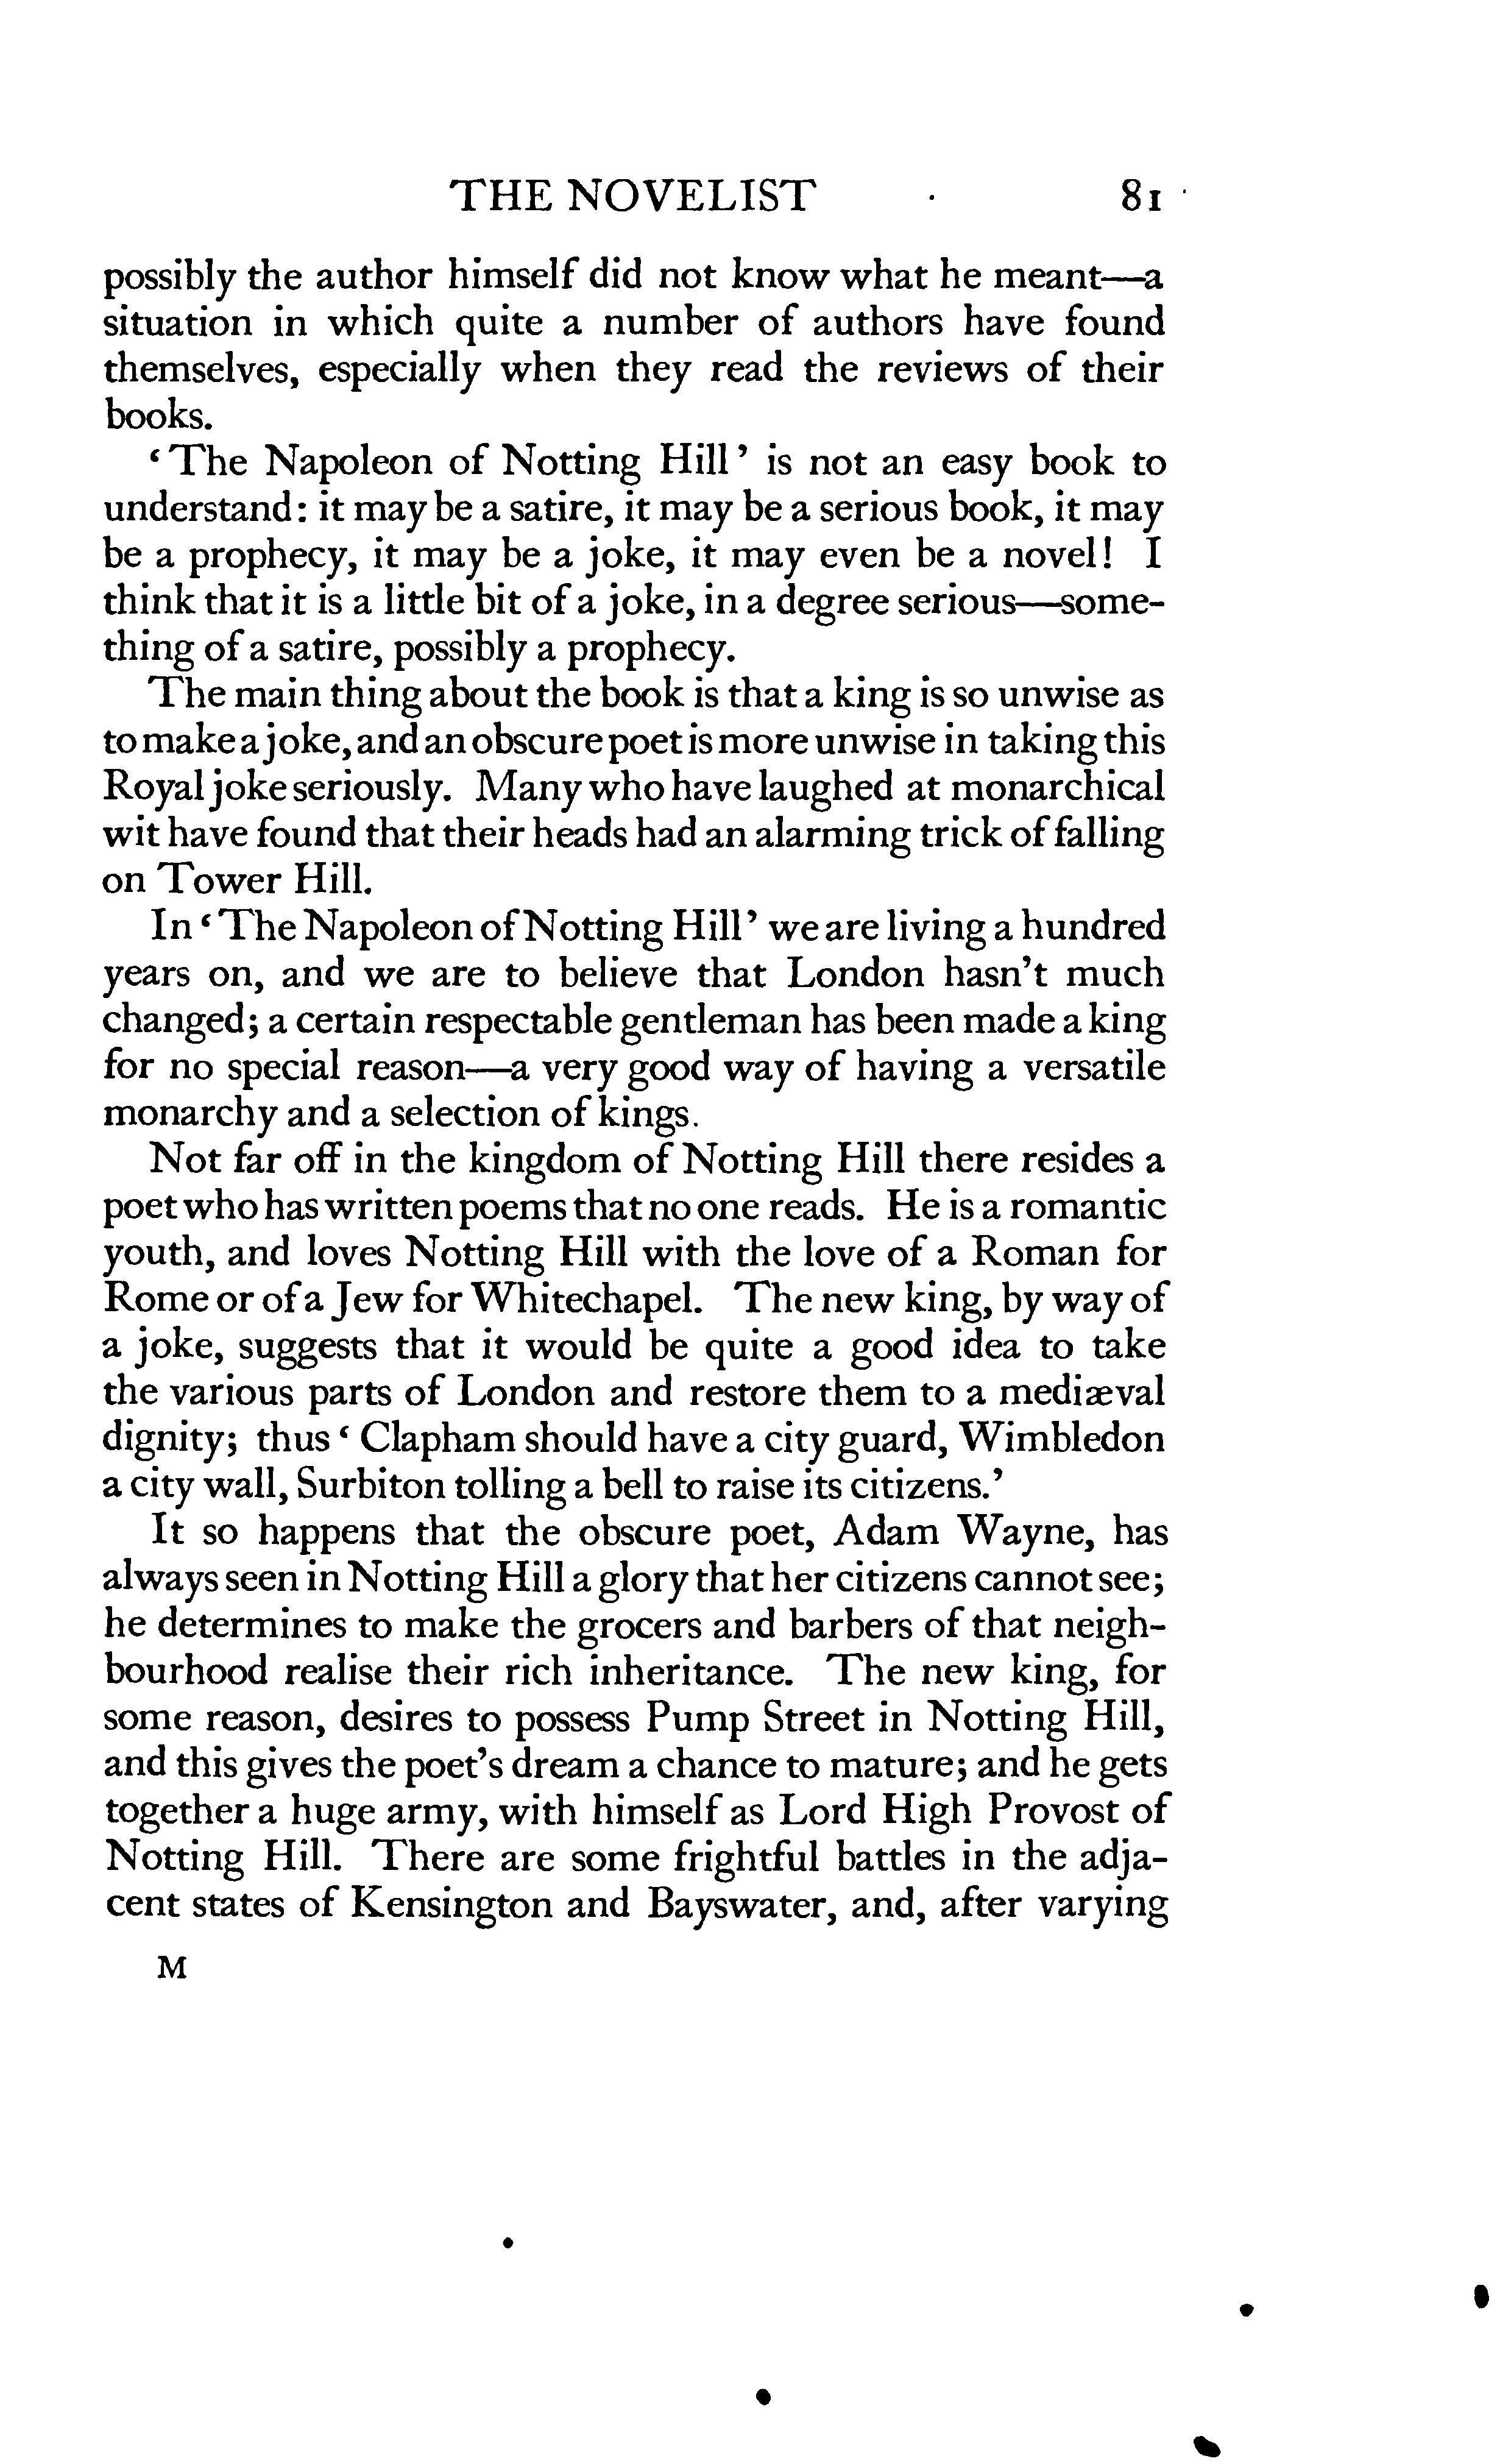 THE NOVELIST 81
possibly the author himself did not know what he meant—a
situation in which quite a number of authors have found
themselves, especially when they read the reviews of their
books.
‘The Napoleon of Notting Hill’ is not an easy book to
understand: it may be a satire, it may be a serious book, it may
be a prophecy, it may be a joke, it may even be a novel! I
think that it is a little bit of a joke, in a degree serious—some-
thing of a satire, possibly a prophecy.
The main thing about the book is that a king is so unwise as
to make a joke, and an obscure poet is more unwise in taking this
Royal joke seriously. Many who have laughed at monarchical
wit have found that their heads had an alarming trick of falling
on Tower Hill.
In ‘The Napoleon of Notting Hill’ we are living a hundred
years on, and we are to believe that London hasn’t much
changed; a certain respectable gentleman has been made a king
for no special reason—a very good way of having a versatile
monarchy and a selection of kings.
Not far off in the kingdom of Notting Hill there resides a
poet who has written poems that no one reads. He is a romantic
youth, and loves Notting Hill with the love of a Roman for
Rome or of a Jew for Whitechapel. The new king, by way of
a joke, suggests that it would be quite a good idea to take
the various parts of London and restore them to a mediæval
dignity; thus ‘Clapham should have a city guard, Wimbledon
a city wall, Surbiton tolling a bell to raise its citizens.’
It so happens that the obscure poet, Adam Wayne, has
always seen in Notting Hill a glory that her citizens cannot see;
he determines to make the grocers and barbers of that neigh-
bourhood realise their rich inheritance. The new king, for
some reason, desires to possess Pump Street in Notting Hill,
and this gives the poet’s dream a chance to mature; and he gets
together a huge army, with himself as Lord High Provost of
Notting Hill. There are some frightful battles in the adja-
cent states of Kensington and Bayswater, and, after varying
M